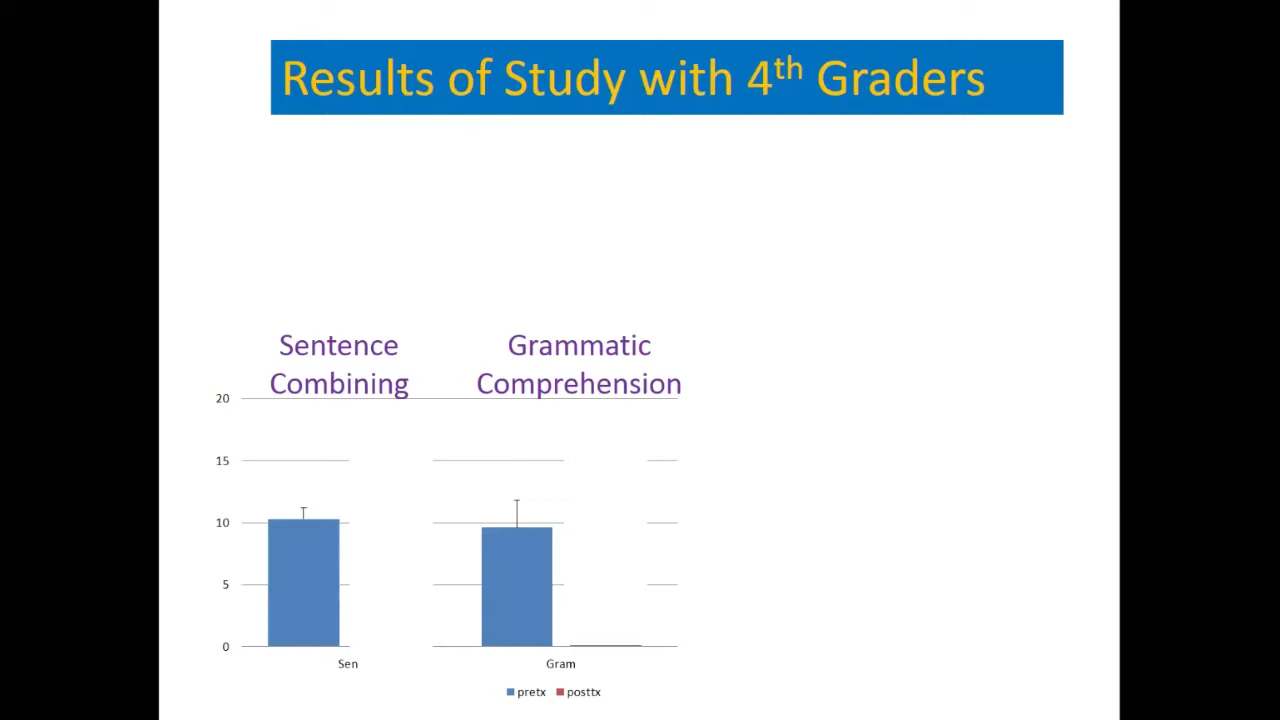 Results of Study with 4th Graders
Sentence
Combining
Grammatic
Comprehension
20
15
10
5
0
Sen
Gram
pretx
posttx